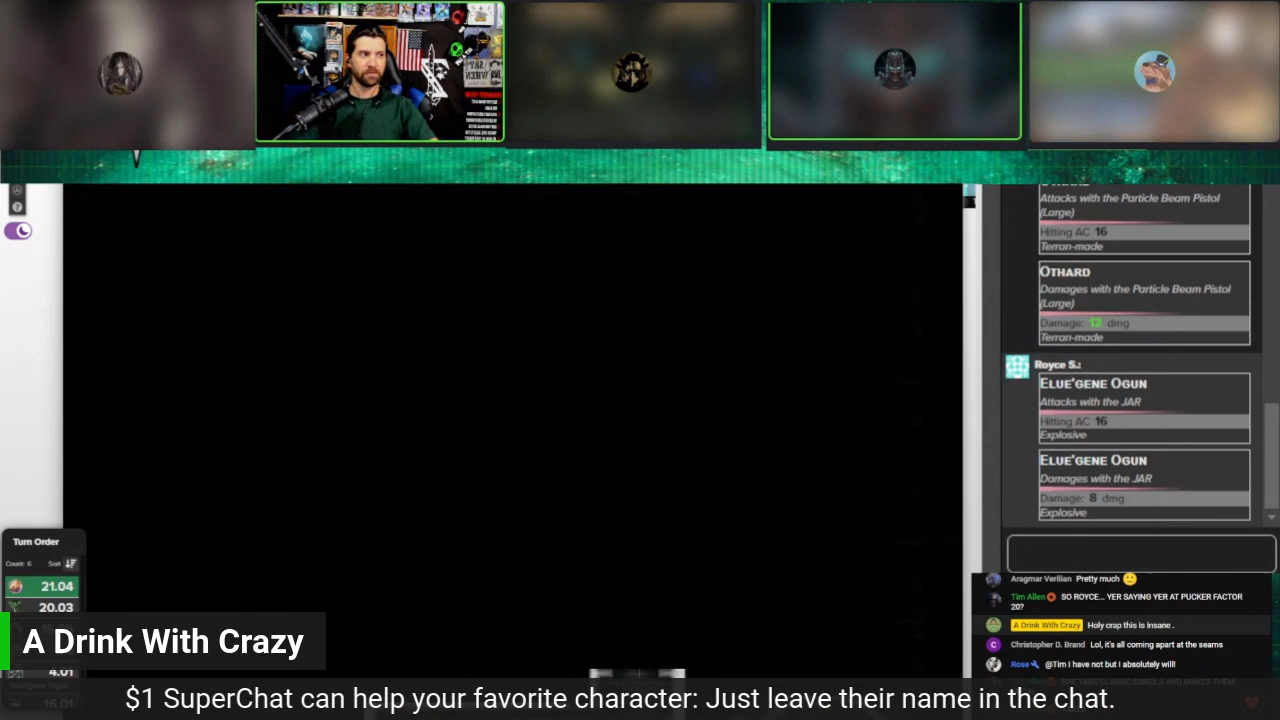 Attacks with the Particle Beam Pistol
(Large)
Hitting AC 16
Terran-made
OTHARD
Damages with the Particle Beam Pistol
(Large)
Damage: 12 dmg
Terran-made
Royce S.:
ELUE'GENE OGUN
Attacks with the JAR
Hitting AC 16
Explosive
ELUE'GENE OGUN
Damages with the JAR
Damage: 8 dmg
Explosive
Turn Order
Count: 6 Sort
21.04
20.03
4.01
16.01
Aragmar Verilian Pretty much
Tim Allen SO ROYCE... YER SAYING YER AT PUCKER FACTOR
20?
A Drink With Crazy Holy crap this is insane .
Christopher D. Brand Lol, it's all coming apart at the seams
Rose @Tim I have not but I absolutely will!
A Drink With Crazy
$1 SuperChat can help your favorite character: Just leave their name in the chat.